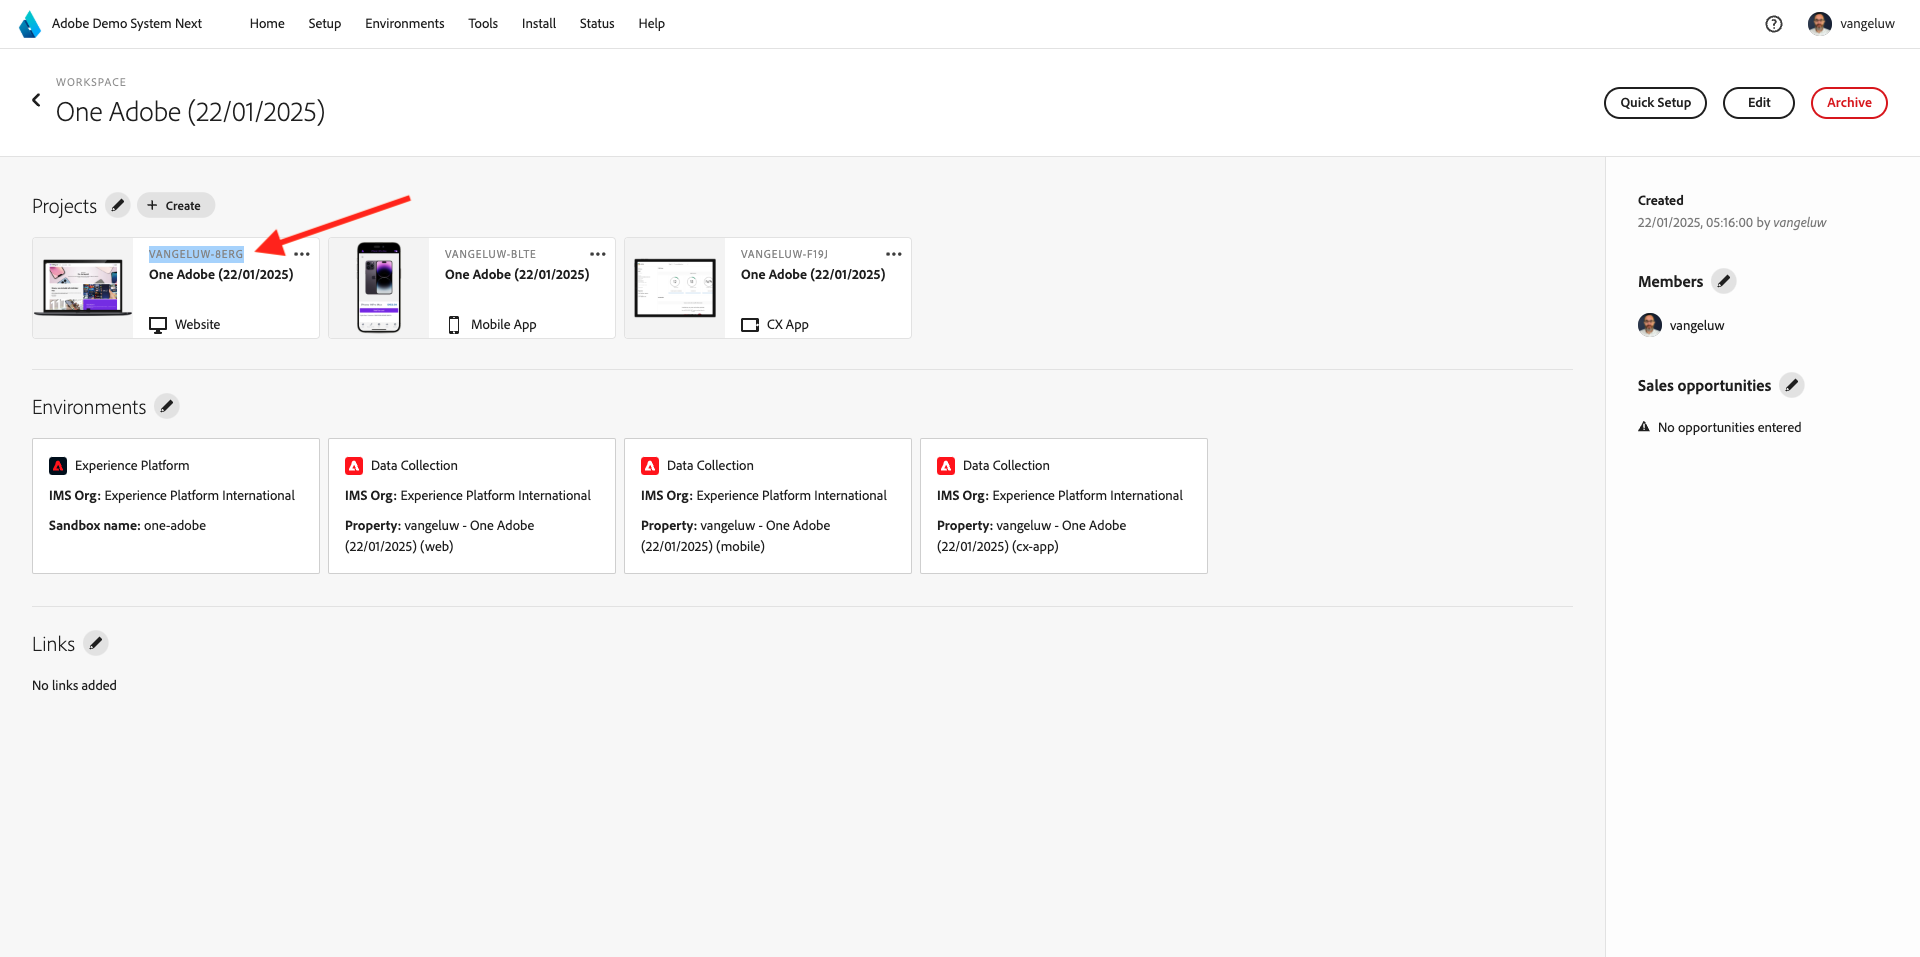 Adobe Demo System Next
Home
Setup
Environments
Tools
Install
Status
Help
vangeluw
WORKSPACE
One Adobe (22/01/2025)
Quick Setup
Edit
Archive
Projects
Create
VANGELUW-8ERG
One Adobe (22/01/2025)
Website
VANGELUW-BLTE
One Adobe (22/01/2025)
Mobile App
VANGELUW-F19J
One Adobe (22/01/2025)
CX App
Environments
Experience Platform
IMS Org: Experience Platform International
Sandbox name: one-adobe
Data Collection
IMS Org: Experience Platform International
Property: vangeluw - One Adobe
(22/01/2025) (web)
Data Collection
IMS Org: Experience Platform International
Property: vangeluw - One Adobe
(22/01/2025) (mobile)
Data Collection
IMS Org: Experience Platform International
Property: vangeluw - One Adobe
(22/01/2025) (cx-app)
Links
No links added
Created
22/01/2025, 05:16:00 by vangeluw
Members
vangeluw
Sales opportunities
No opportunities entered